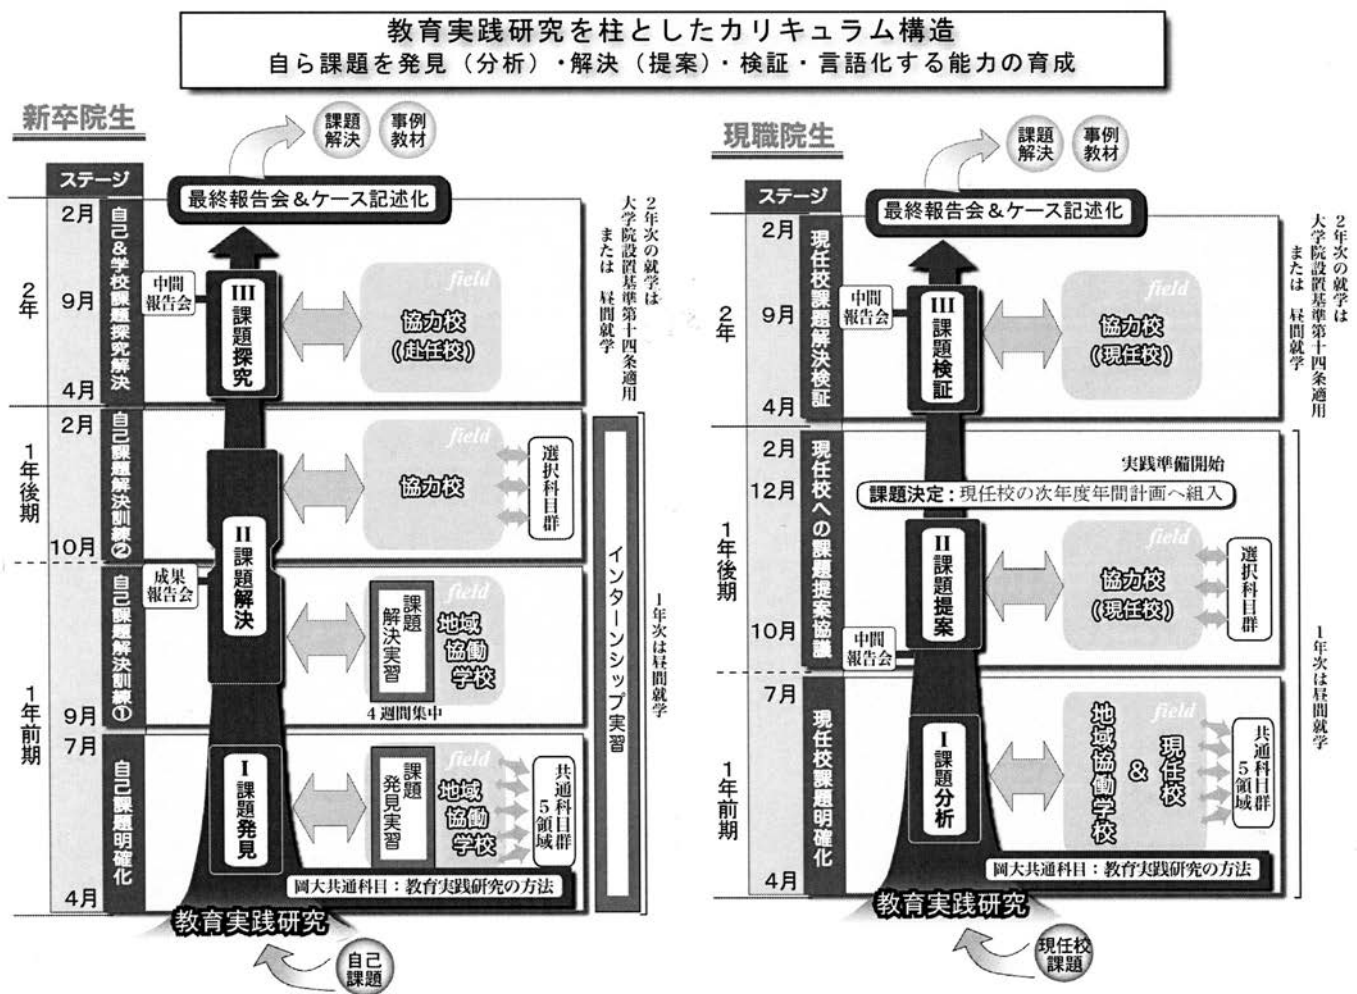 教育実践研究を柱としたカリキュラム構造
自ら課題を発見（分析）・解決（提案）・検証・言語化する能力の育成
新卒院生
課題
解決
事例
教材
ステージ
最終報告会＆ケース記述化
2年
2月
9月
4月
自己＆学校課題探究解決
中間
報告会
Ⅲ課題探究
field
協力校
(赴任校)
2年次の就学は
大学院設置基準第十四条適用
または 昼間就学
1年後期
2月
10月
自己課題解決訓練②
Ⅱ課題解決
field
協力校
選択科目群
成果
報告会
1年前期
9月
自己課題解決訓練①
課題
解決実習
field
地域
協働
学校
4週間集中
7月
4月
自己課題明確化
Ⅰ課題発見
課題
発見実習
field
地域
協働
学校
共通科目群
5領域
岡大共通科目：教育実践研究の方法
インターンシップ実習
1年次は昼間就学
教育実践研究
自己
課題
現職院生
課題
解決
事例
教材
ステージ
最終報告会＆ケース記述化
2年
2月
9月
4月
現任校課題解決検証
中間
報告会
Ⅲ課題検証
field
協力校
(現任校)
2年次の就学は
大学院設置基準第十四条適用
または 昼間就学
1年後期
2月
12月
10月
現任校への課題提案協議
実践準備開始
課題決定：現任校の次年度年間計画へ組入
Ⅱ課題提案
field
協力校
(現任校)
選択科目群
中間
報告会
1年前期
7月
4月
現任校課題明確化
Ⅰ課題分析
field
地域協働学校
&
現任校
共通科目群
5領域
岡大共通科目：教育実践研究の方法
1年次は昼間就学
教育実践研究
現任校
課題